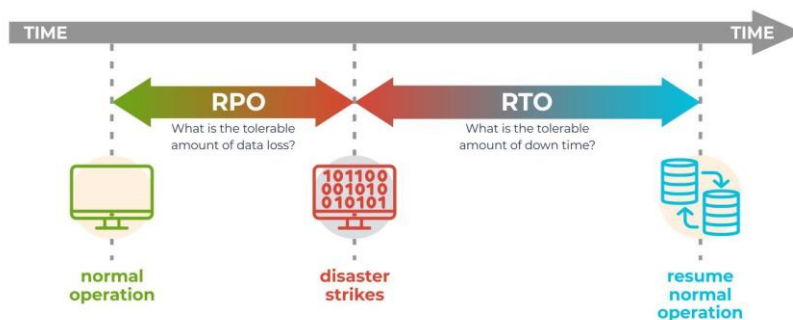 TIME
TIME
RPO
RTO
What is the tolerable
amount of data loss?
What is the tolerable
amount of down time?
101100
001010
010101
normal
operation
disaster
strikes
resume
normal
operation